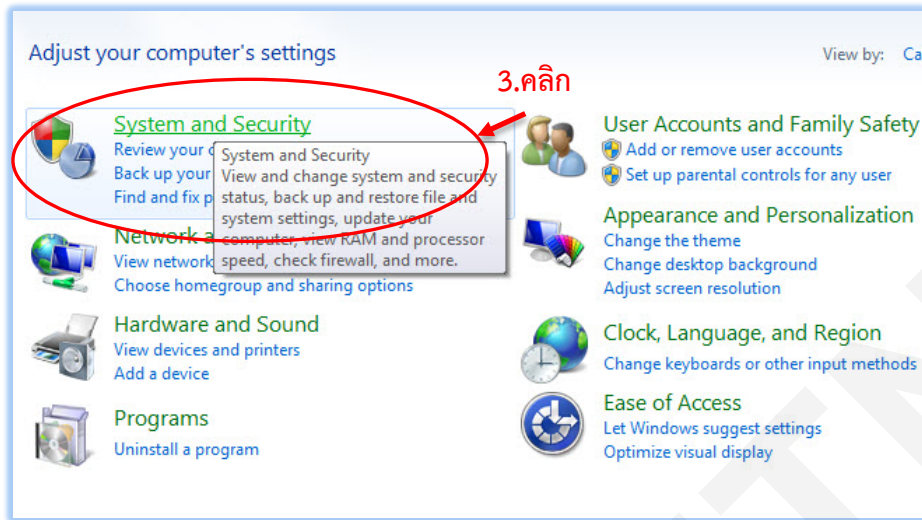 Adjust your computer's settings
View by: Ca
3.คลิก
System and Security
Review your
Back up your
Find and fix p
System and Security
View and change system and security
status, back up and restore file and
system settings, update your
computer, view RAM and processor
speed, check firewall, and more.
Network a
View network
Choose homegroup and sharing options
Hardware and Sound
View devices and printers
Add a device
Programs
Uninstall a program
User Accounts and Family Safety
Add or remove user accounts
Set up parental controls for any user
Appearance and Personalization
Change the theme
Change desktop background
Adjust screen resolution
Clock, Language, and Region
Change keyboards or other input methods
Ease of Access
Let Windows suggest settings
Optimize visual display